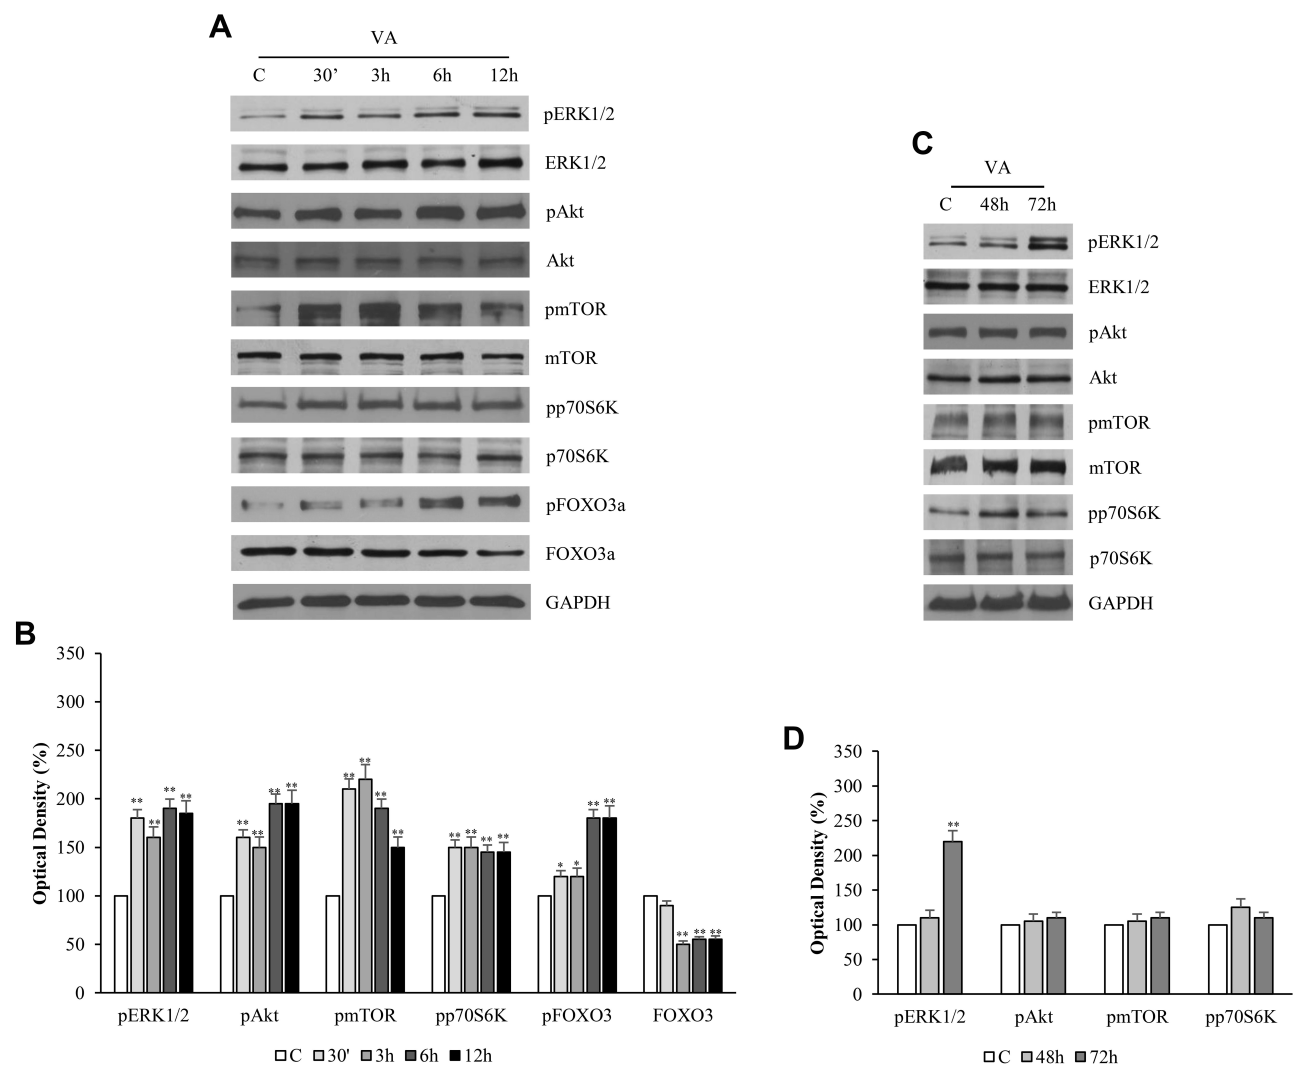 A
VA
C 30’ 3h 6h 12h
pERK1/2
ERK1/2
pAkt
Akt
pmTOR
mTOR
pp70S6K
p70S6K
pFOXO3a
FOXO3a
GAPDH
C
VA
C 48h 72h
pERK1/2
ERK1/2
pAkt
Akt
pmTOR
mTOR
pp70S6K
p70S6K
GAPDH
B
Optical Density (%)
350
300
250
200
150
100
50
0
** ** ** **
** ** ** **
** ** ** **
** ** ** **
* * ** **
** ** **
pERK1/2 pAkt pmTOR pp70S6K pFOXO3 FOXO3
C 30' 3h 6h 12h
D
Optical Density (%)
350
300
250
200
150
100
50
0
**
pERK1/2 pAkt pmTOR pp70S6K
C 48h 72h